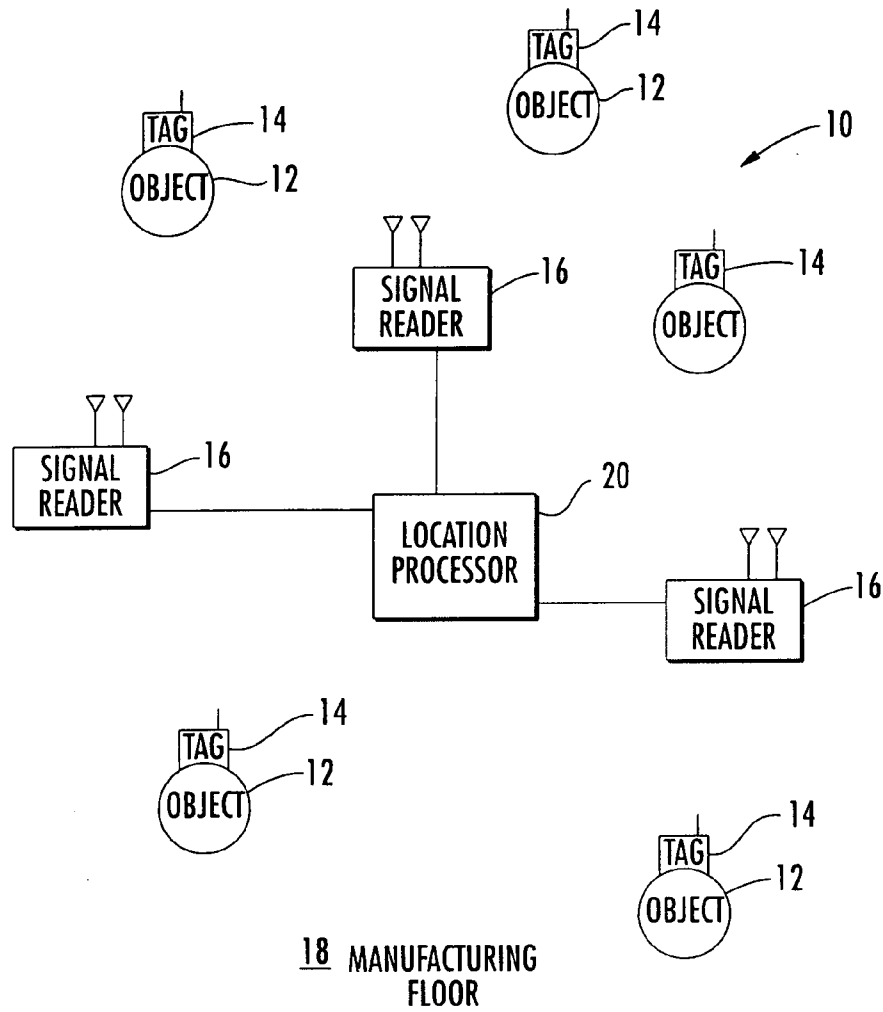 TAG 14
OBJECT 12
TAG 14
OBJECT 12
10
TAG 14
OBJECT
SIGNAL
READER
16
SIGNAL
READER
16
LOCATION
PROCESSOR
20
SIGNAL
READER
16
TAG 14
OBJECT 12
TAG 14
OBJECT 12
18 MANUFACTURING
FLOOR